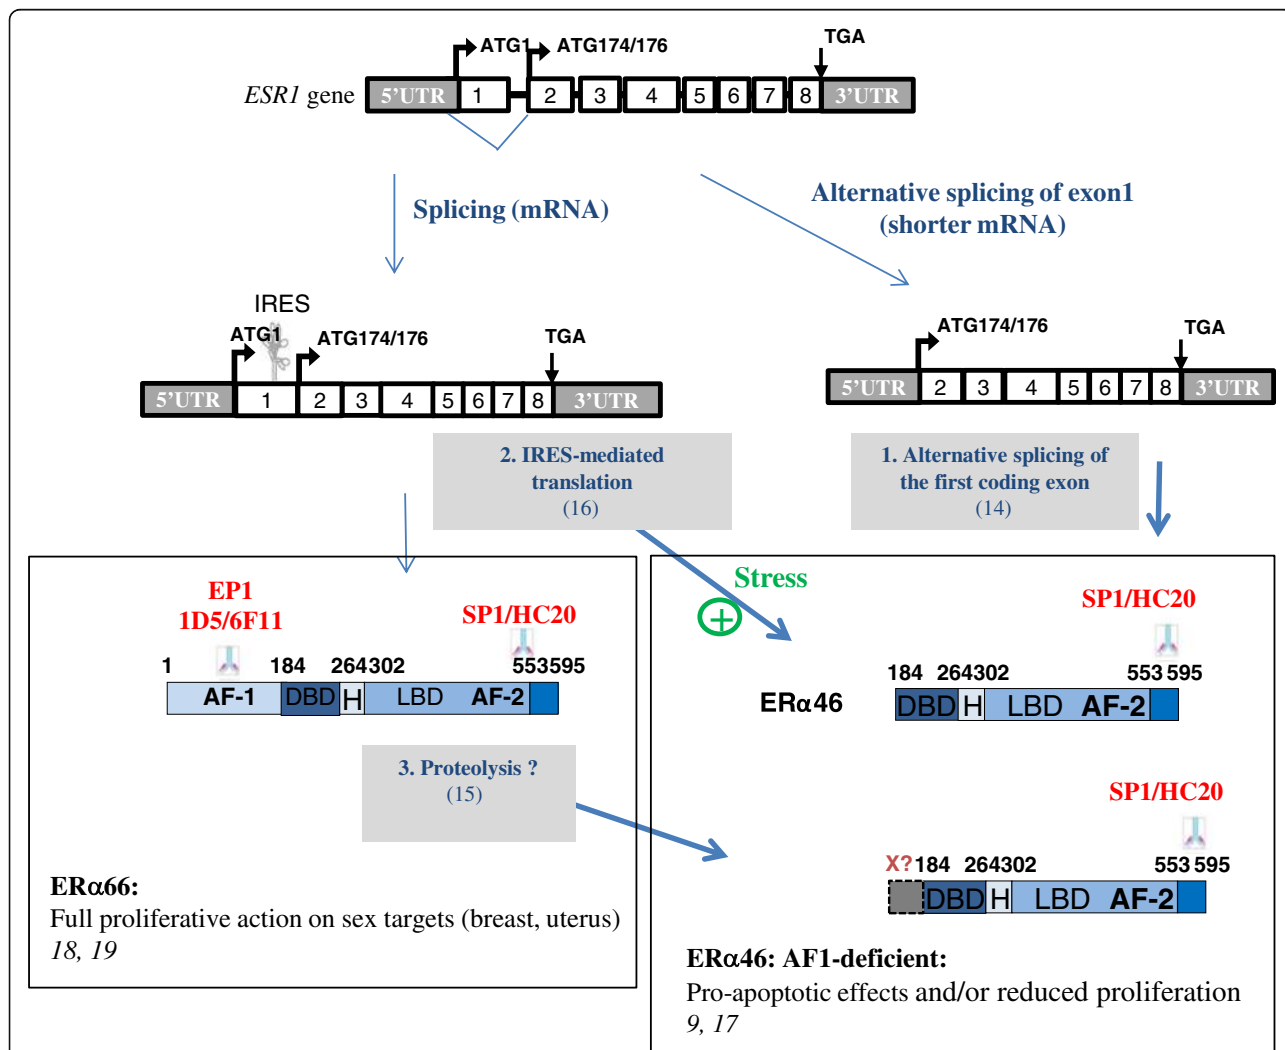 ATG1 ATG174/176 TGA
ESR1 gene 5'UTR 1 2 3 4 5 6 7 8 3'UTR
Splicing (mRNA)
Alternative splicing of exon1
(shorter mRNA)
IRES
ATG1 ATG174/176 TGA
5'UTR 1 2 3 4 5 6 7 8 3'UTR
ATG174/176 TGA
5'UTR 2 3 4 5 6 7 8 3'UTR
2. IRES-mediated
translation
(16)
1. Alternative splicing of
the first coding exon
(14)
EP1
1D5/6F11
SP1/HC20
1 184 264 302 553 595
AF-1 DBD H LBD AF-2
3. Proteolysis ?
(15)
ERα66:
Full proliferative action on sex targets (breast, uterus)
18, 19
Stress
+
SP1/HC20
184 264 302 553 595
ERα46 DBD H LBD AF-2
SP1/HC20
X? 184 264 302 553 595
DBD H LBD AF-2
ERα46: AF1-deficient:
Pro-apoptotic effects and/or reduced proliferation
9, 17